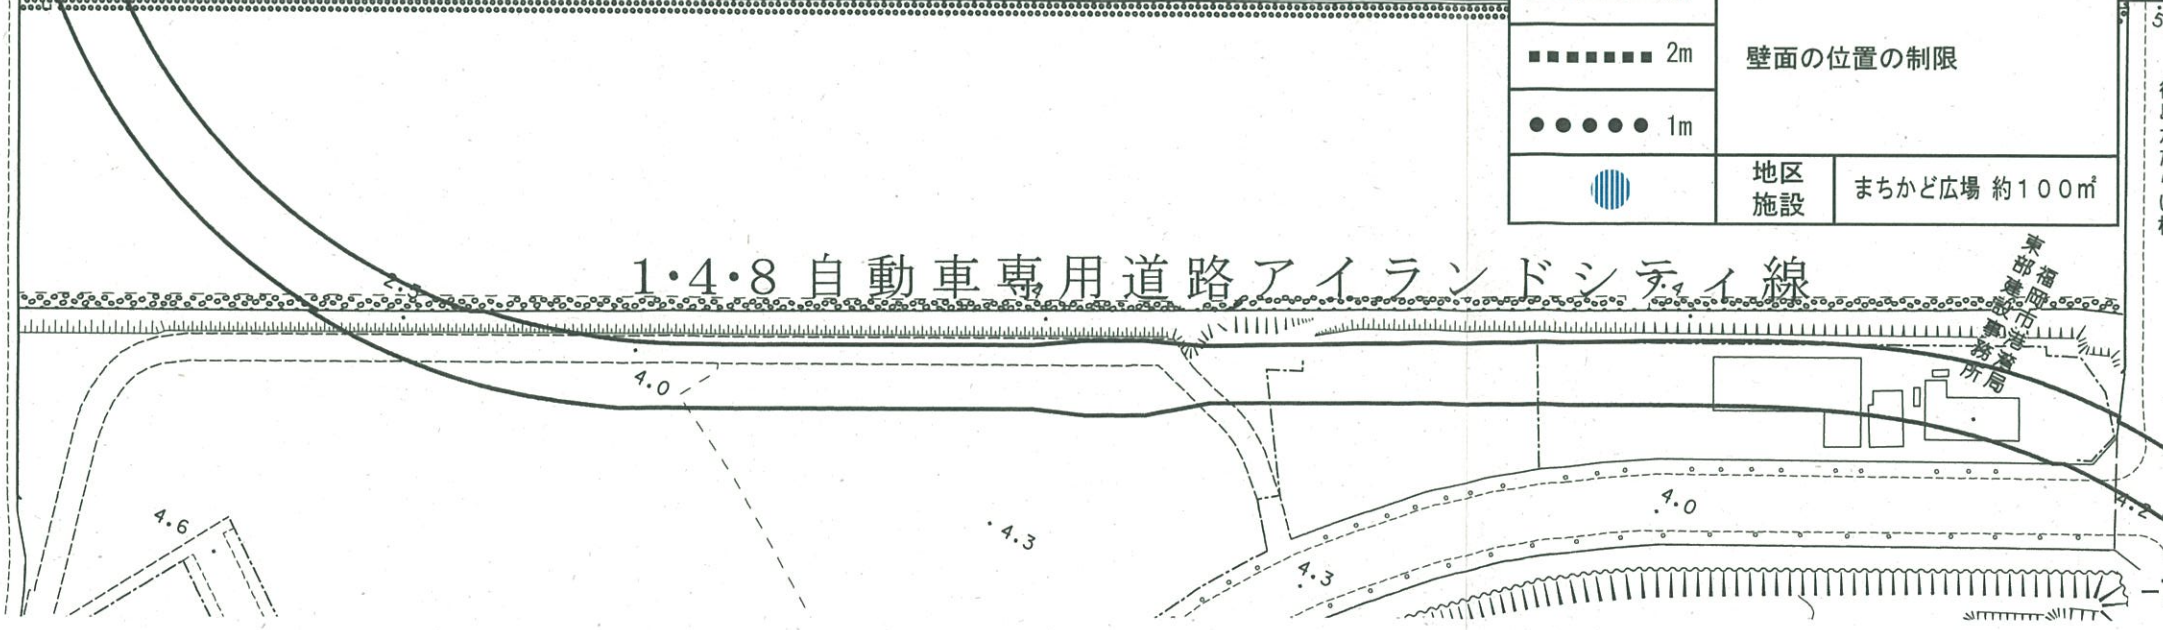 2m
壁面の位置の制限
1m
地区
施設
まちかど広場 約100㎡
1・4・8 自動車専用道路アイランドシティ線
福岡市港湾局
東部建設事務所
4.0
4.6
4.3
4.0
4.3
4.2